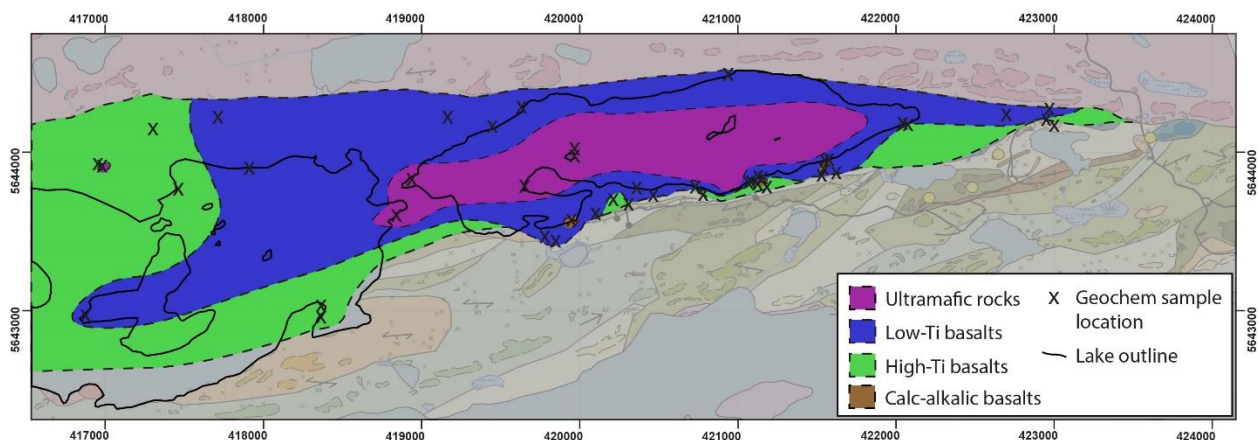 417000 418000 419000 420000 421000 422000 423000 424000
5644000 5644000
5643000 5643000
Ultramafic rocks
Low-Ti basalts
High-Ti basalts
Calc-alkalic basalts
X Geochem sample
location
Lake outline
417000 418000 419000 420000 421000 422000 423000 424000